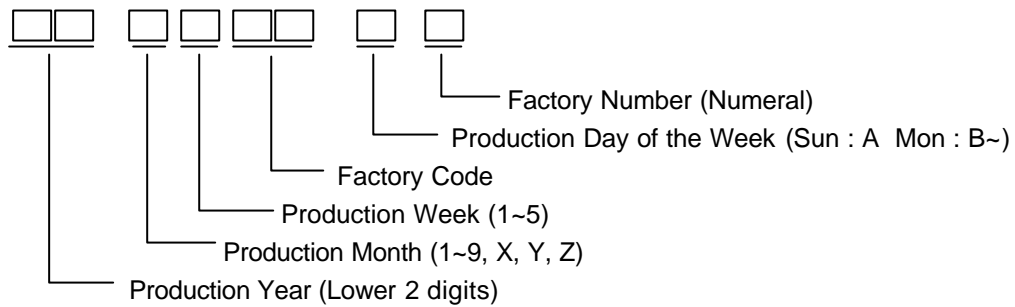 Factory Number (Numeral)
Production Day of the Week (Sun : A Mon : B~)
Factory Code
Production Week (1~5)
Production Month (1~9, X, Y, Z)
Production Year (Lower 2 digits)